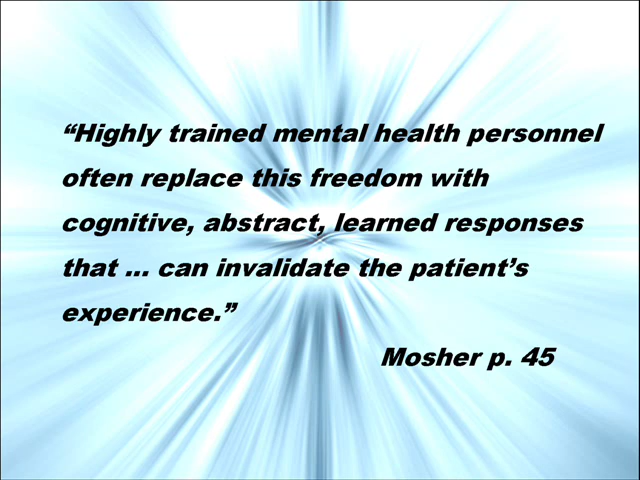 “Highly trained mental health personnel
often replace this freedom with
cognitive, abstract, learned responses
that ... can invalidate the patient’s
experience.”
Mosher p. 45